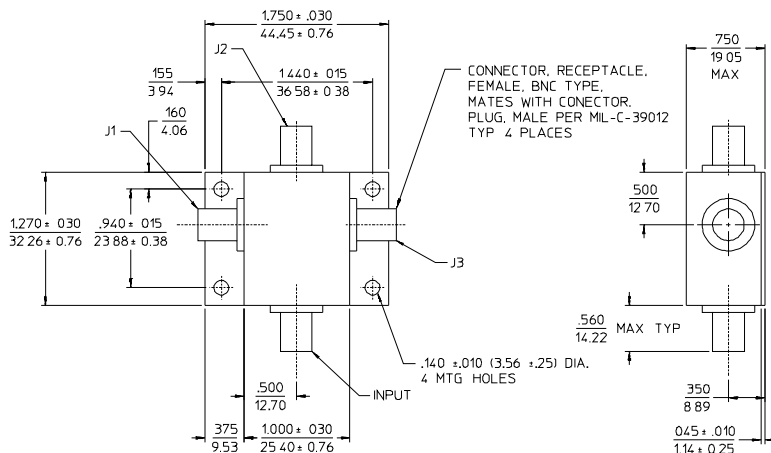 1.750 ± .030
44.45 ± 0.76
J2
155
3.94
1.440 ± 015
36 58 ± 0 38
CONNECTOR, RECEPTACLE,
FEMALE, BNC TYPE,
MATES WITH CONECTOR.
PLUG, MALE PER MIL-C-39012
TYP 4 PLACES
750
19 05
MAX
160
4.06
J1
1.270 ± 030
32 26 ± 0.76
.940 ± 015
23 88 ± 0.38
500
12.70
J3
.560
14.22
MAX TYP
.140 ±.010 (3.56 ±.25) DIA.
4 MTG HOLES
INPUT
.500
12.70
375
9.53
1.000 ± 030
25 40 ± 0.76
350
8 89
045 ± .010
1.14 ± 0 25